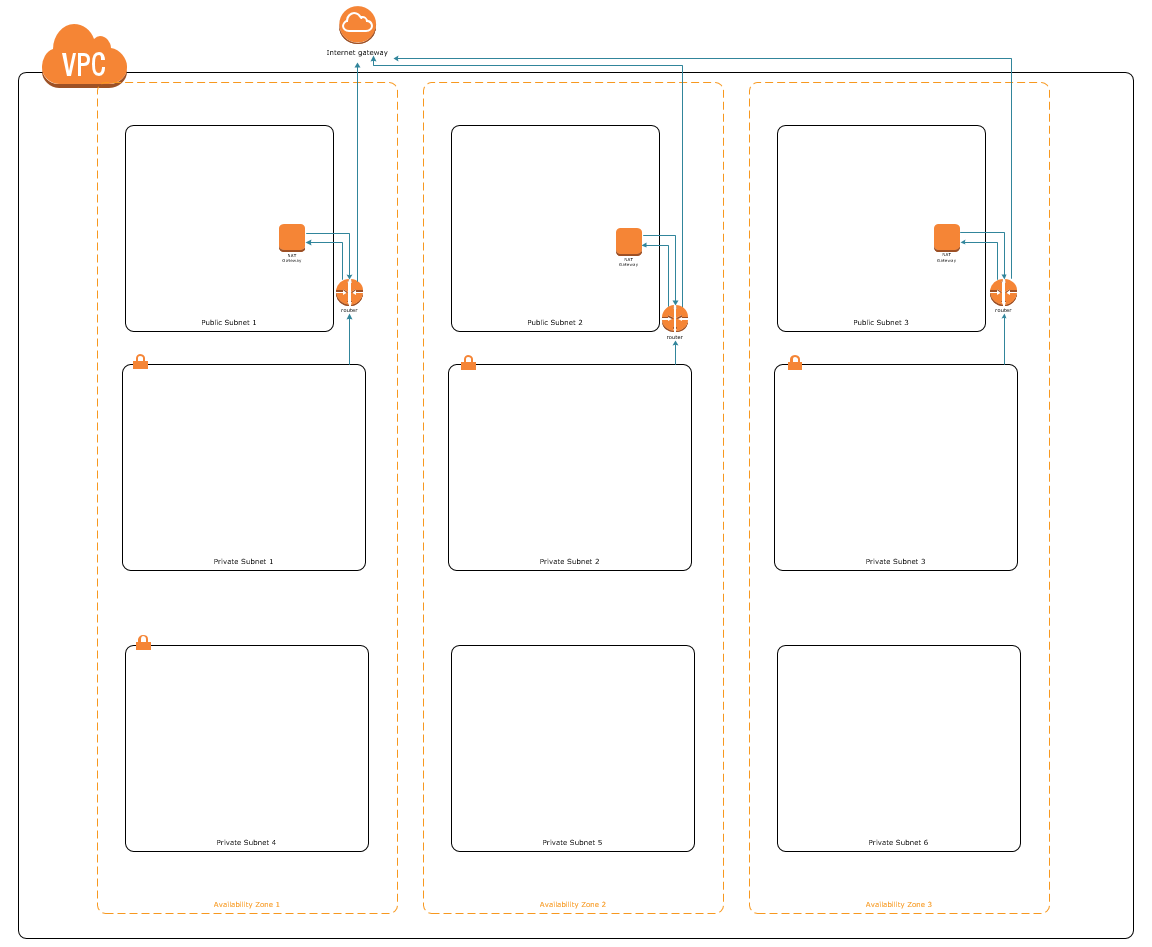 VPC
Internet gateway
NAT
Gateway
NAT
Gateway
NAT
Gateway
router
router
router
Public Subnet 1
Public Subnet 2
Public Subnet 3
Private Subnet 1
Private Subnet 2
Private Subnet 3
Private Subnet 4
Private Subnet 5
Private Subnet 6
Availability Zone 1
Availability Zone 2
Availability Zone 3